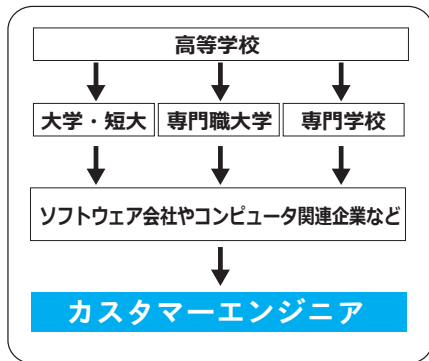 高等学校
大学・短大 専門職大学 専門学校
ソフトウェア会社やコンピュータ関連企業など
カスタマーエンジニア